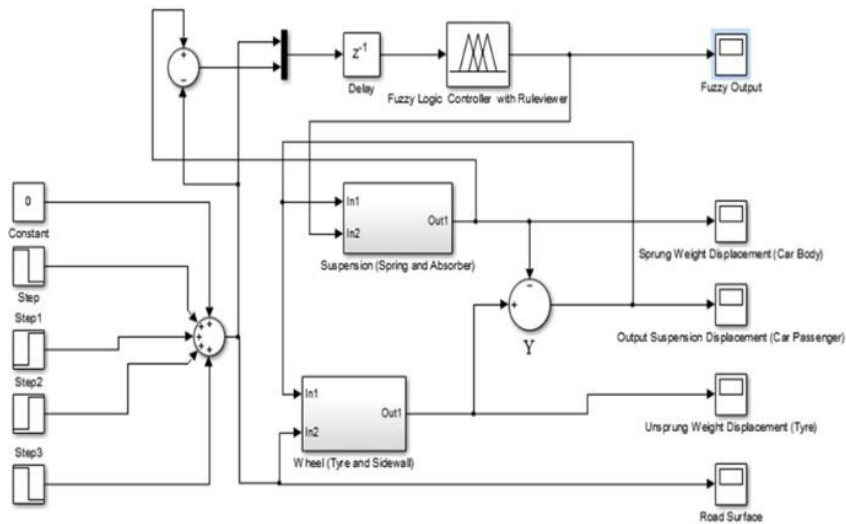 +
−
z⁻¹
Delay
Fuzzy Logic Controller with Ruleviewer
Fuzzy Output
0
Constant
In1
In2
Out1
Suspension (Spring and Absorber)
Sprung Weight Displacement (Car Body)
Step
−
+
Y
Output Suspension Displacement (Car Passenger)
Step1
+
+
+
+
+
Step2
In1
In2
Out1
Wheel (Tyre and Sidewall)
Unsprung Weight Displacement (Tyre)
Step3
Road Surface